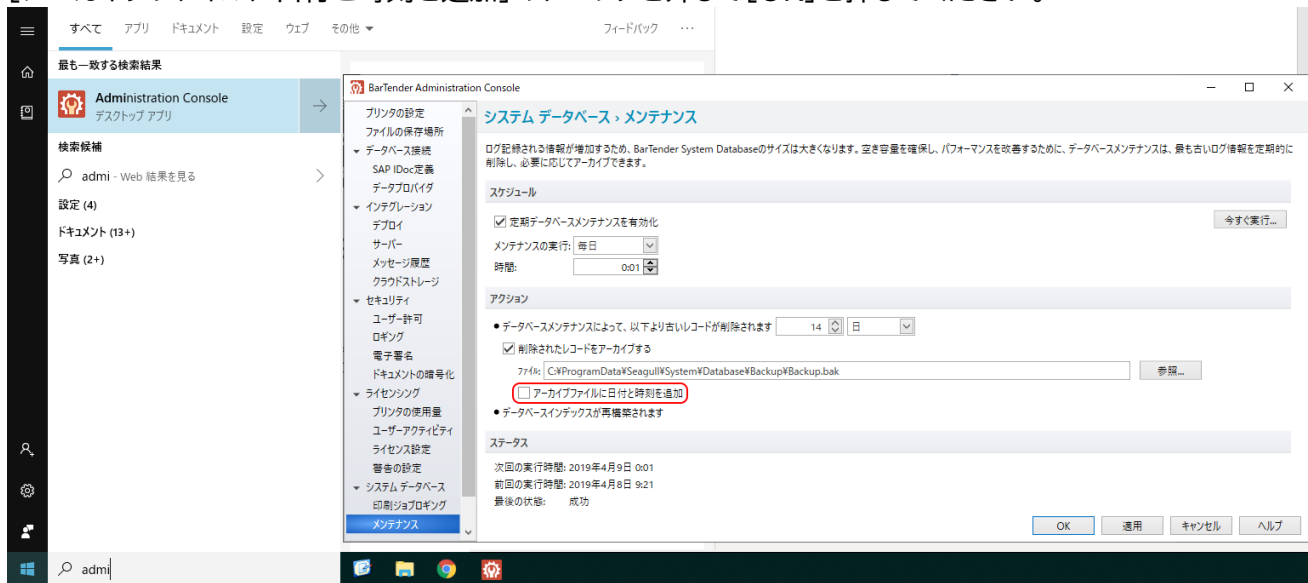 すべて アプリ ドキュメント 設定 ウェブ その他 フィードバック ...
最も一致する検索結果
Administration Console
デスクトップ アプリ
検索候補
admi - Web 結果を見る
設定 (4)
ドキュメント (13+)
写真 (2+)
admi
BarTender Administration Console
プリンタの設定
ファイルの保存場所
データベース接続
SAP IDoc定義
データプロバイダ
インテグレーション
デプロイ
サーバー
メッセージ履歴
クラウドストレージ
セキュリティ
ユーザー許可
ロギング
電子署名
ドキュメントの暗号化
ライセンシング
プリンタの使用量
ユーザーアクティビティ
ライセンス設定
警告の設定
システム データベース
印刷ジョブロギング
メンテナンス
システム データベース › メンテナンス
ログ記録される情報が増加するため、BarTender System Databaseのサイズは大きくなります。空き容量を確保し、パフォーマンスを改善するために、データベースメンテナンスは、最も古いログ情報を定期的に
削除し、必要に応じてアーカイブできます。
スケジュール
定期データベースメンテナンスを有効化
今すぐ実行...
メンテナンスの実行: 毎日
時間: 0:01
アクション
● データベースメンテナンスによって、以下より古いレコードが削除されます 14 日
削除されたレコードをアーカイブする
ファイル: C:¥ProgramData¥Seagull¥System¥Database¥Backup¥Backup.bak 参照...
アーカイブファイルに日付と時刻を追加
● データベースインデックスが再構築されます
ステータス
次回の実行時間: 2019年4月9日 0:01
前回の実行時間: 2019年4月8日 9:21
最後の状態: 成功
OK 適用 キャンセル ヘルプ